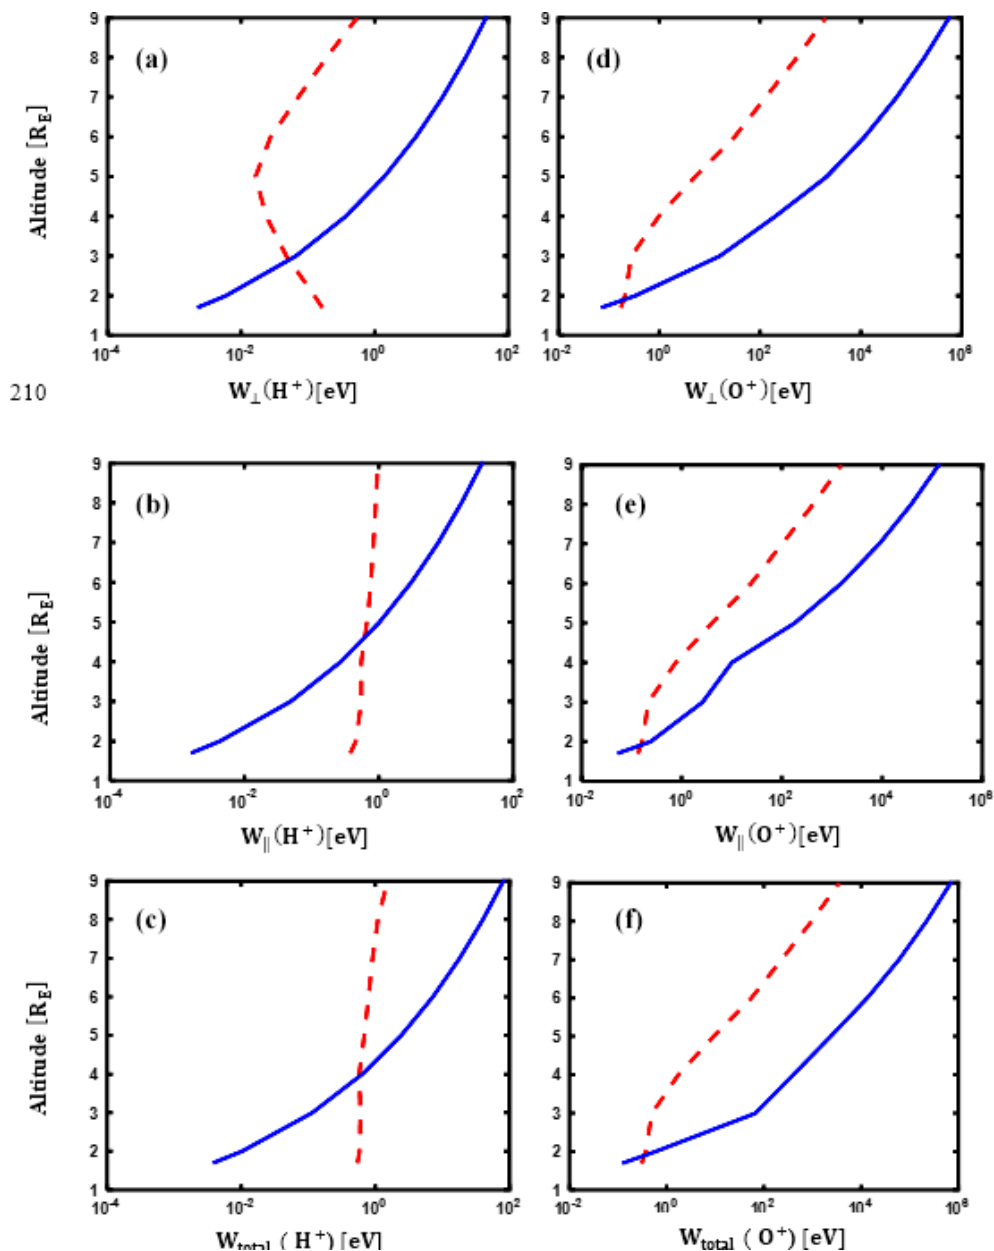 9
8
7
6
5
4
3
2
1
Altitude [R_E]
(a)
10^-4 10^-2 10^0 10^2
W_⊥(H^+)[eV]
9
8
7
6
5
4
3
2
1
(d)
10^-2 10^0 10^2 10^4 10^6
W_⊥(O^+)[eV]
210
9
8
7
6
5
4
3
2
1
Altitude [R_E]
(b)
10^-4 10^-2 10^0 10^2
W_||(H^+)[eV]
9
8
7
6
5
4
3
2
1
(e)
10^-2 10^0 10^2 10^4 10^6
W_||(O^+)[eV]
9
8
7
6
5
4
3
2
1
Altitude [R_E]
(c)
10^-4 10^-2 10^0 10^2
W_total (H^+) [eV]
9
8
7
6
5
4
3
2
1
(f)
10^-2 10^0 10^2 10^4 10^6
W_total (O^+) [eV]